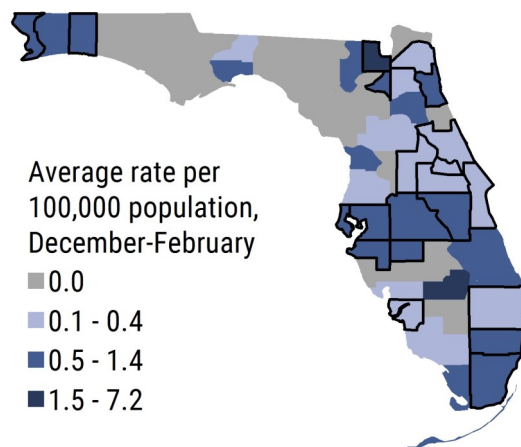 Average rate per
100,000 population,
December-February
0.0
0.1 - 0.4
0.5 - 1.4
1.5 - 7.2